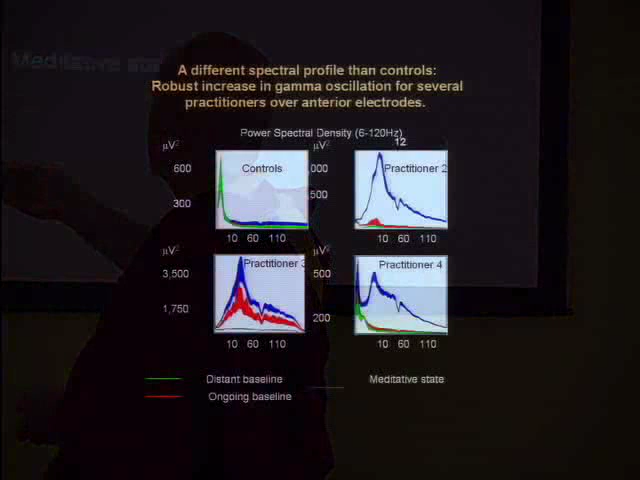 Meditative sta
A different spectral profile than controls:
Robust increase in gamma oscillation for several
practitioners over anterior electrodes.
Power Spectral Density (6-120Hz)
12
µV²
600
300
Controls
10 60 110
,000
500
Practitioner 2
10 60 110
µV²
3,500
1,750
Practitioner 3
10 60 110
µV²
500
200
Practitioner 4
10 60 110
Distant baseline
Meditative state
Ongoing baseline